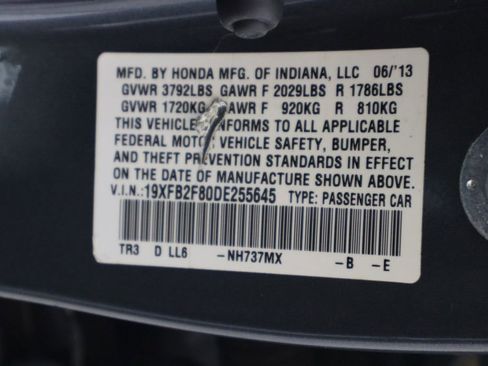 MFD. BY HONDA MFG. OF INDIANA, LLC 06/'13
GVWR 3792LBS GAWR F 2029LBS R 1786LBS
GVWR 1720KG GAWR F 920KG R 810KG
THIS VEHICLE CONFORMS TO ALL APPLICABLE
FEDERAL MOTOR VEHICLE SAFETY, BUMPER,
AND THEFT PREVENTION STANDARDS IN EFFECT
ON THE DATE OF MANUFACTURE SHOWN ABOVE.
V.I.N.: 19XFB2F80DE255645 TYPE: PASSENGER CAR
TR3 D LL6 -NH737MX -B -E